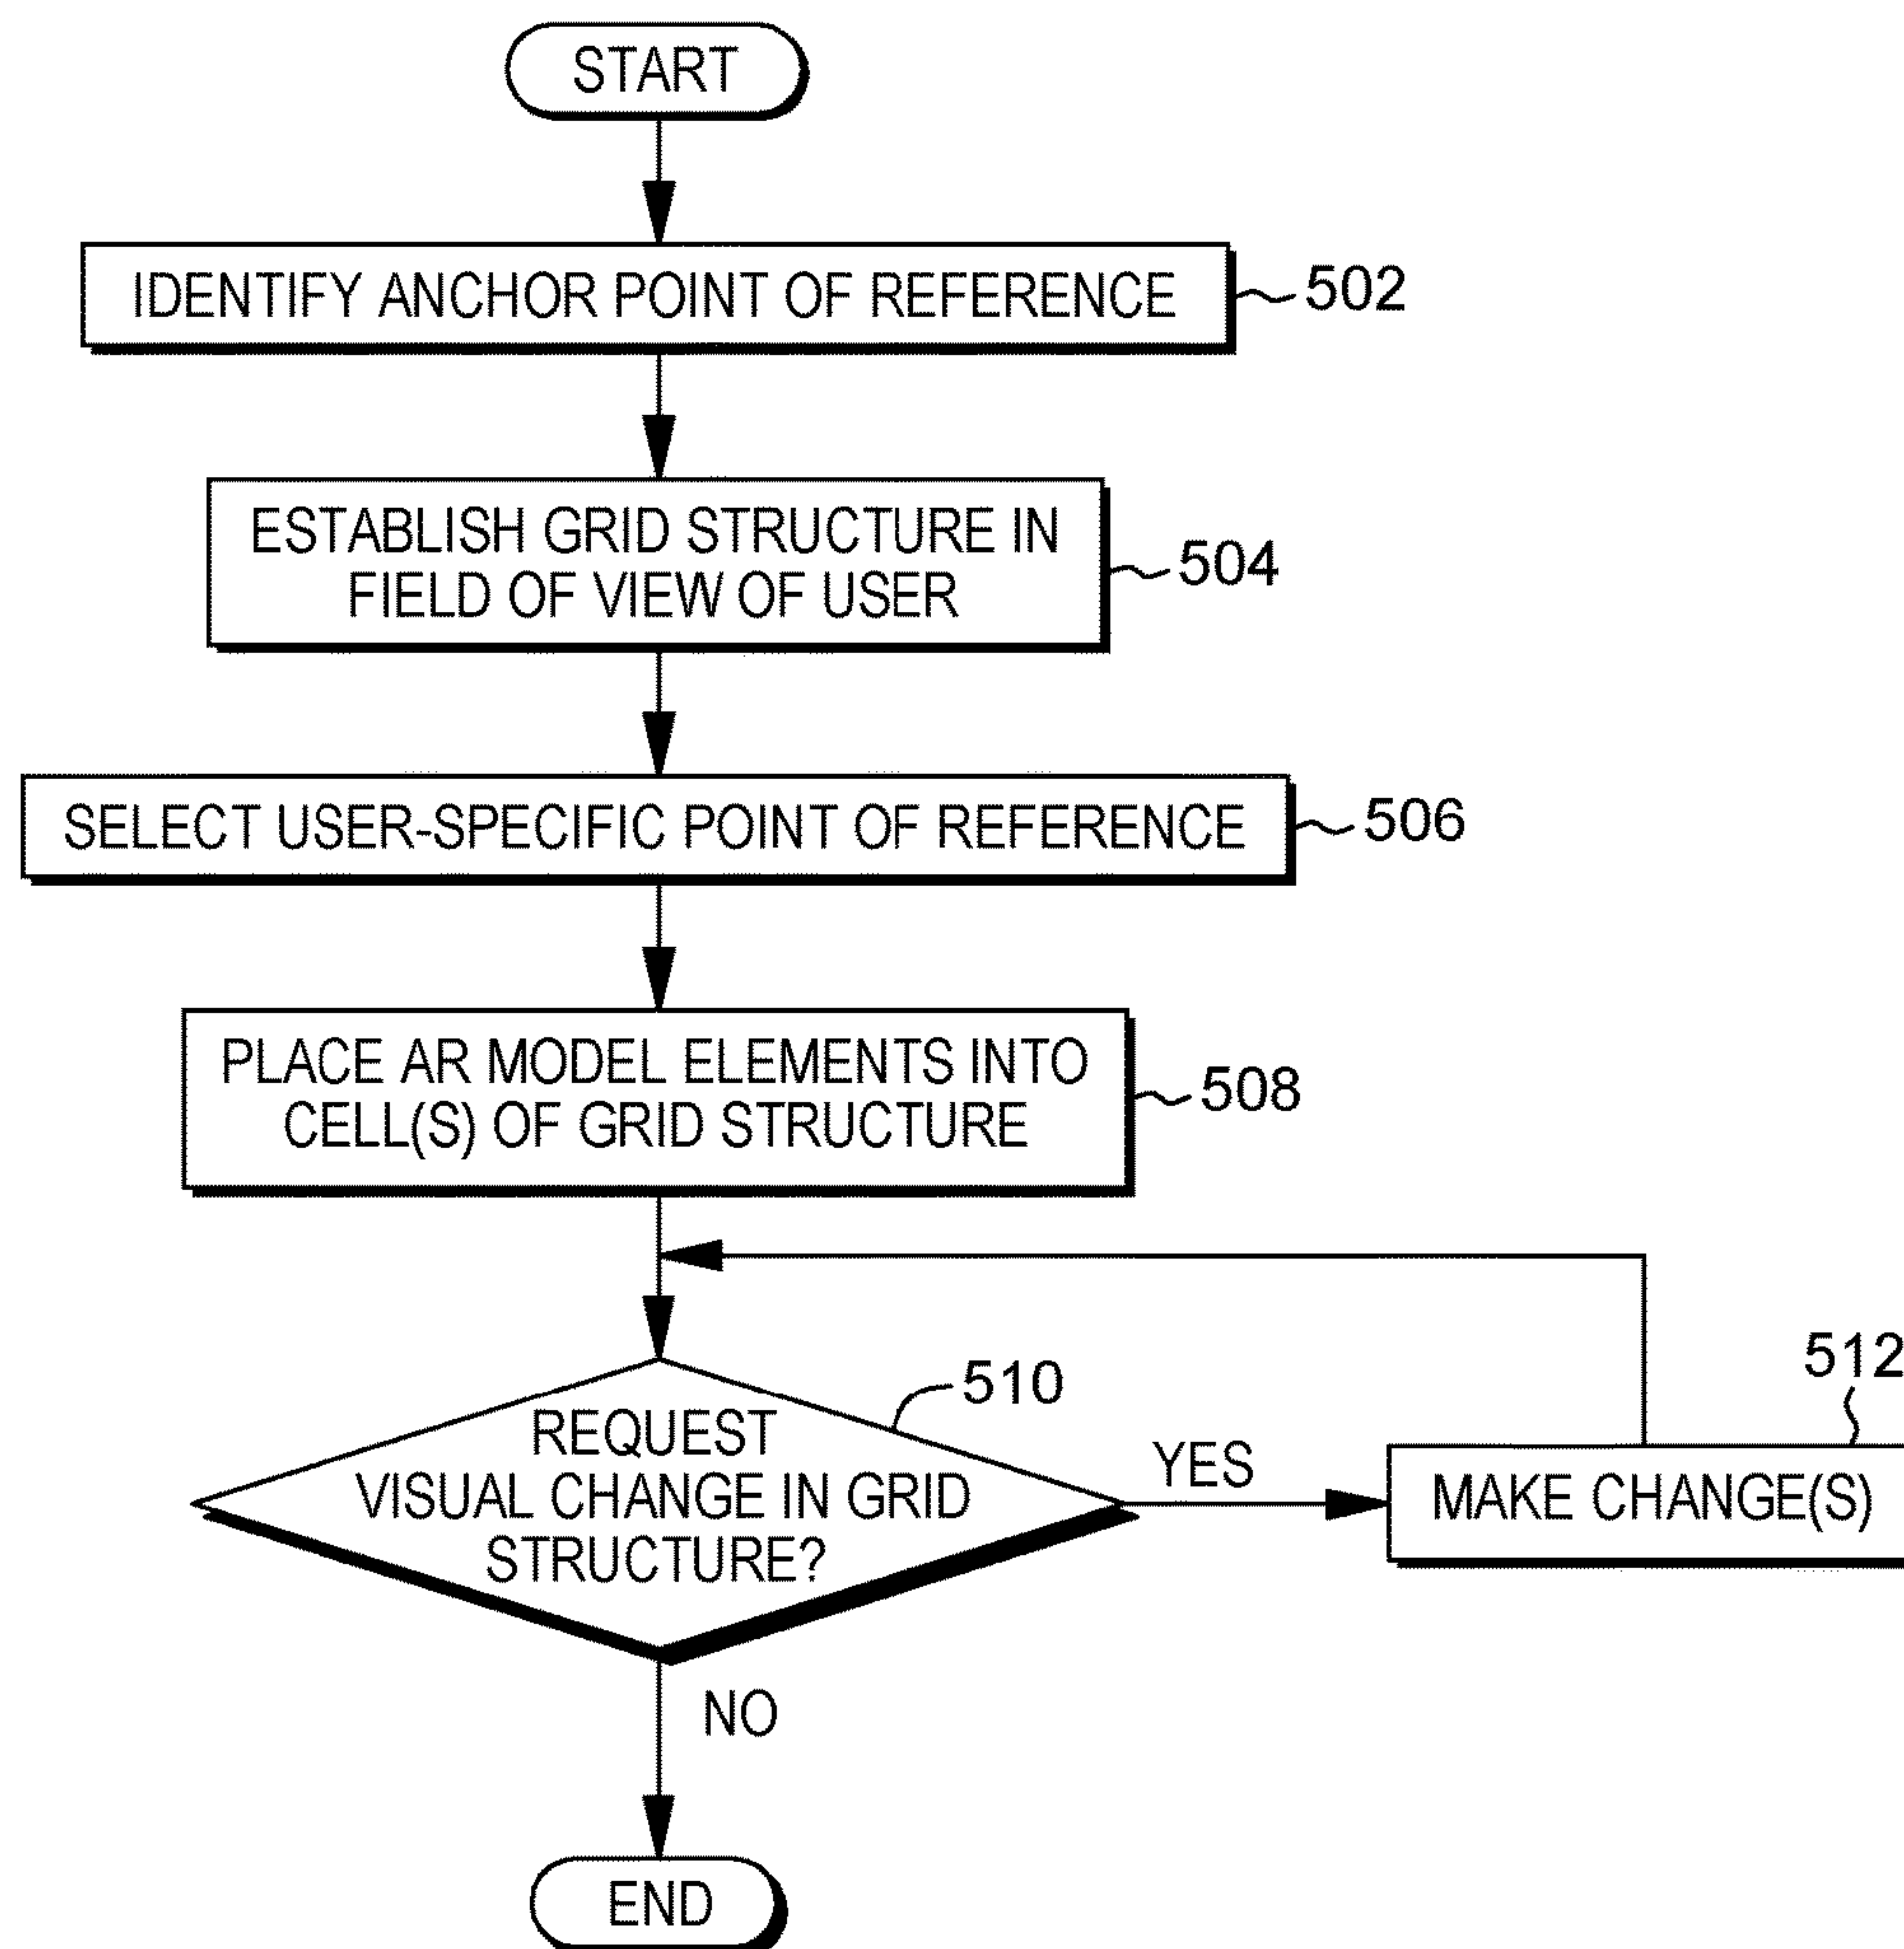 START
IDENTIFY ANCHOR POINT OF REFERENCE
502
ESTABLISH GRID STRUCTURE IN
FIELD OF VIEW OF USER
504
SELECT USER-SPECIFIC POINT OF REFERENCE
506
PLACE AR MODEL ELEMENTS INTO
CELL(S) OF GRID STRUCTURE
508
REQUEST
VISUAL CHANGE IN GRID
STRUCTURE?
510
YES
512
MAKE CHANGE(S)
NO
END